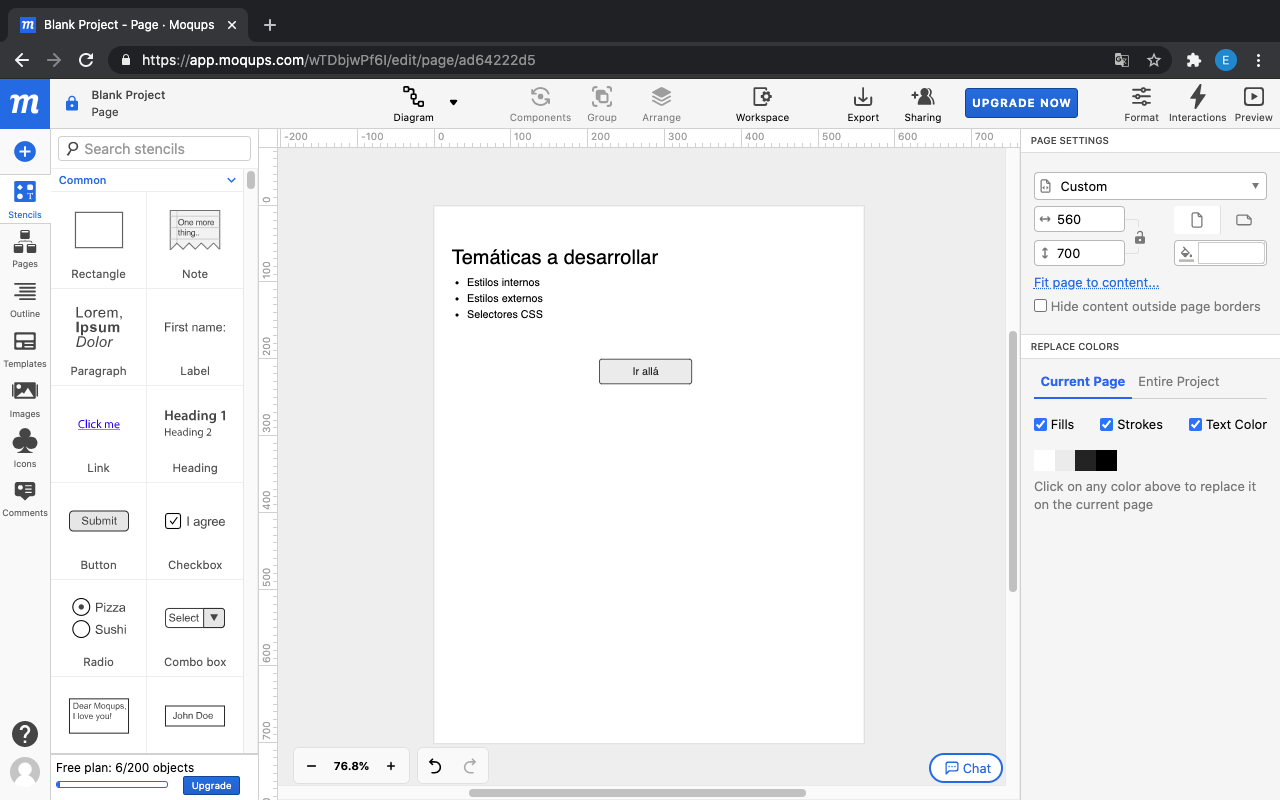 Blank Project - Page · Moqups
https://app.moqups.com/wTDbjwPf6I/edit/page/ad64222d5
E
m
Blank Project
Page
Diagram
Components
Group
Arrange
Workspace
Export
Sharing
UPGRADE NOW
Format
Interactions
Preview
Stencils
Pages
Outline
Templates
Images
Icons
Comments
Search stencils
Common
Rectangle
One more
thing..
Note
Lorem,
Ipsum
Dolor
Paragraph
First name:
Label
Click me
Link
Heading 1
Heading 2
Heading
Submit
Button
I agree
Checkbox
Pizza
Sushi
Radio
Select
Combo box
Dear Moqups,
I love you!
John Doe
Free plan: 6/200 objects
Upgrade
-200 -100 0 100 200 300 400 500 600 700
0
100
200
300
400
500
600
700
Temáticas a desarrollar
• Estilos internos
• Estilos externos
• Selectores CSS
Ir allá
76.8%
Chat
PAGE SETTINGS
Custom
560
700
Fit page to content...
Hide content outside page borders
REPLACE COLORS
Current Page
Entire Project
Fills
Strokes
Text Color
Click on any color above to replace it
on the current page